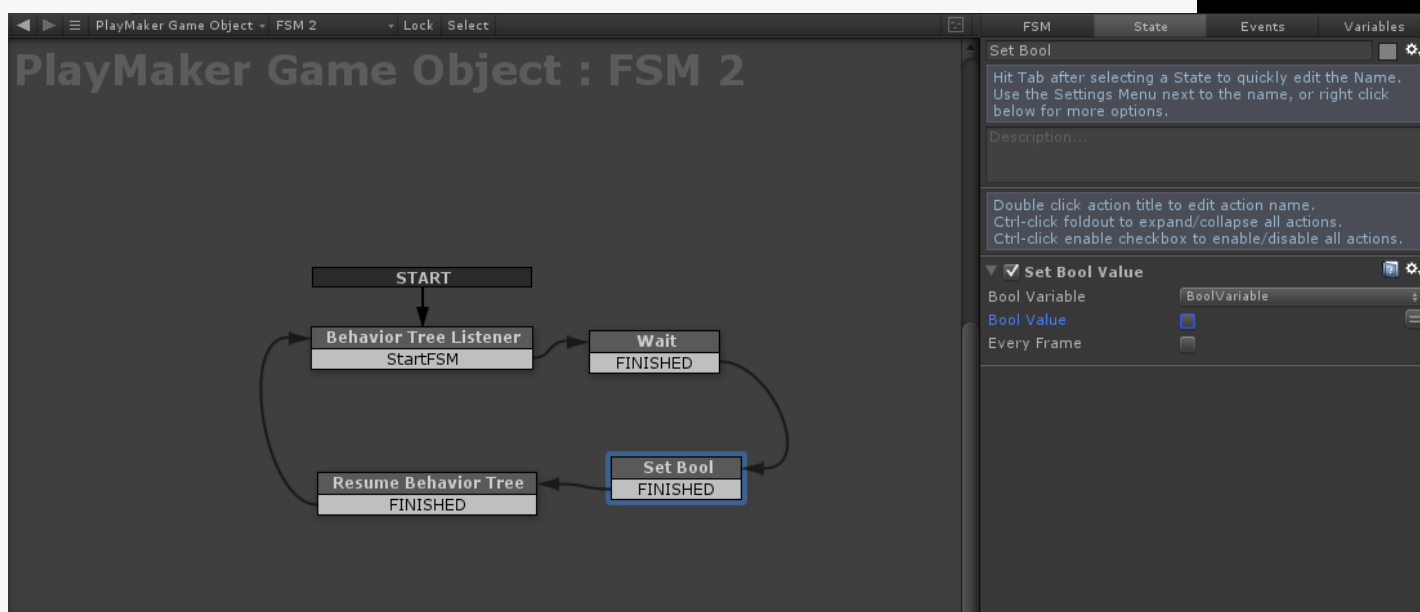 PlayMaker Game Object FSM 2 Lock Select
FSM State Events Variables
PlayMaker Game Object : FSM 2
START
Behavior Tree Listener
StartFSM
Wait
FINISHED
Set Bool
FINISHED
Resume Behavior Tree
FINISHED
Set Bool
Hit Tab after selecting a State to quickly edit the Name.
Use the Settings Menu next to the name, or right click
below for more options.
Description...
Double click action title to edit action name.
Ctrl-click foldout to expand/collapse all actions.
Ctrl-click enable checkbox to enable/disable all actions.
Set Bool Value
Bool Variable BoolVariable
Bool Value
Every Frame